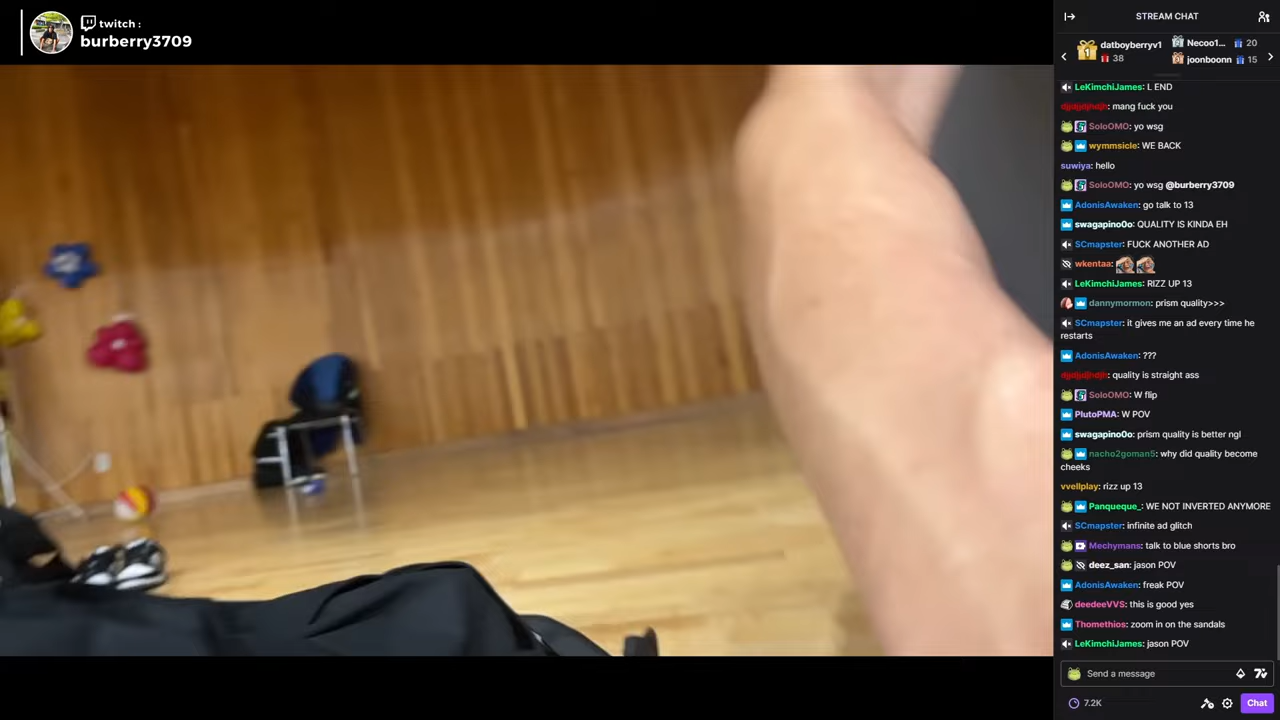 twitch :
burberry3709
STREAM CHAT
datboyberryv1
38
Necoo1... 20
joonboonn 15
LeKimchiJames: L END
mang fuck you
SoloOMO: yo wsg
wymmsicle: WE BACK
suwiya: hello
SoloOMO: yo wsg @burberry3709
AdonisAwaken: go talk to 13
swagapino0o: QUALITY IS KINDA EH
SCmapster: FUCK ANOTHER AD
wkentaa:
LeKimchiJames: RIZZ UP 13
dannymormon: prism quality>>>
SCmapster: it gives me an ad every time he
restarts
AdonisAwaken: ???
quality is straight ass
SoloOMO: W flip
PlutoPMA: W POV
swagapino0o: prism quality is better ngl
nacho2goman5: why did quality become
cheeks
vvellplay: rizz up 13
Panqueque_: WE NOT INVERTED ANYMORE
SCmapster: infinite ad glitch
Mechymans: talk to blue shorts bro
deez_san: jason POV
AdonisAwaken: freak POV
deedeeVVS: this is good yes
Thomethios: zoom in on the sandals
LeKimchiJames: jason POV
Send a message
7.2K
Chat